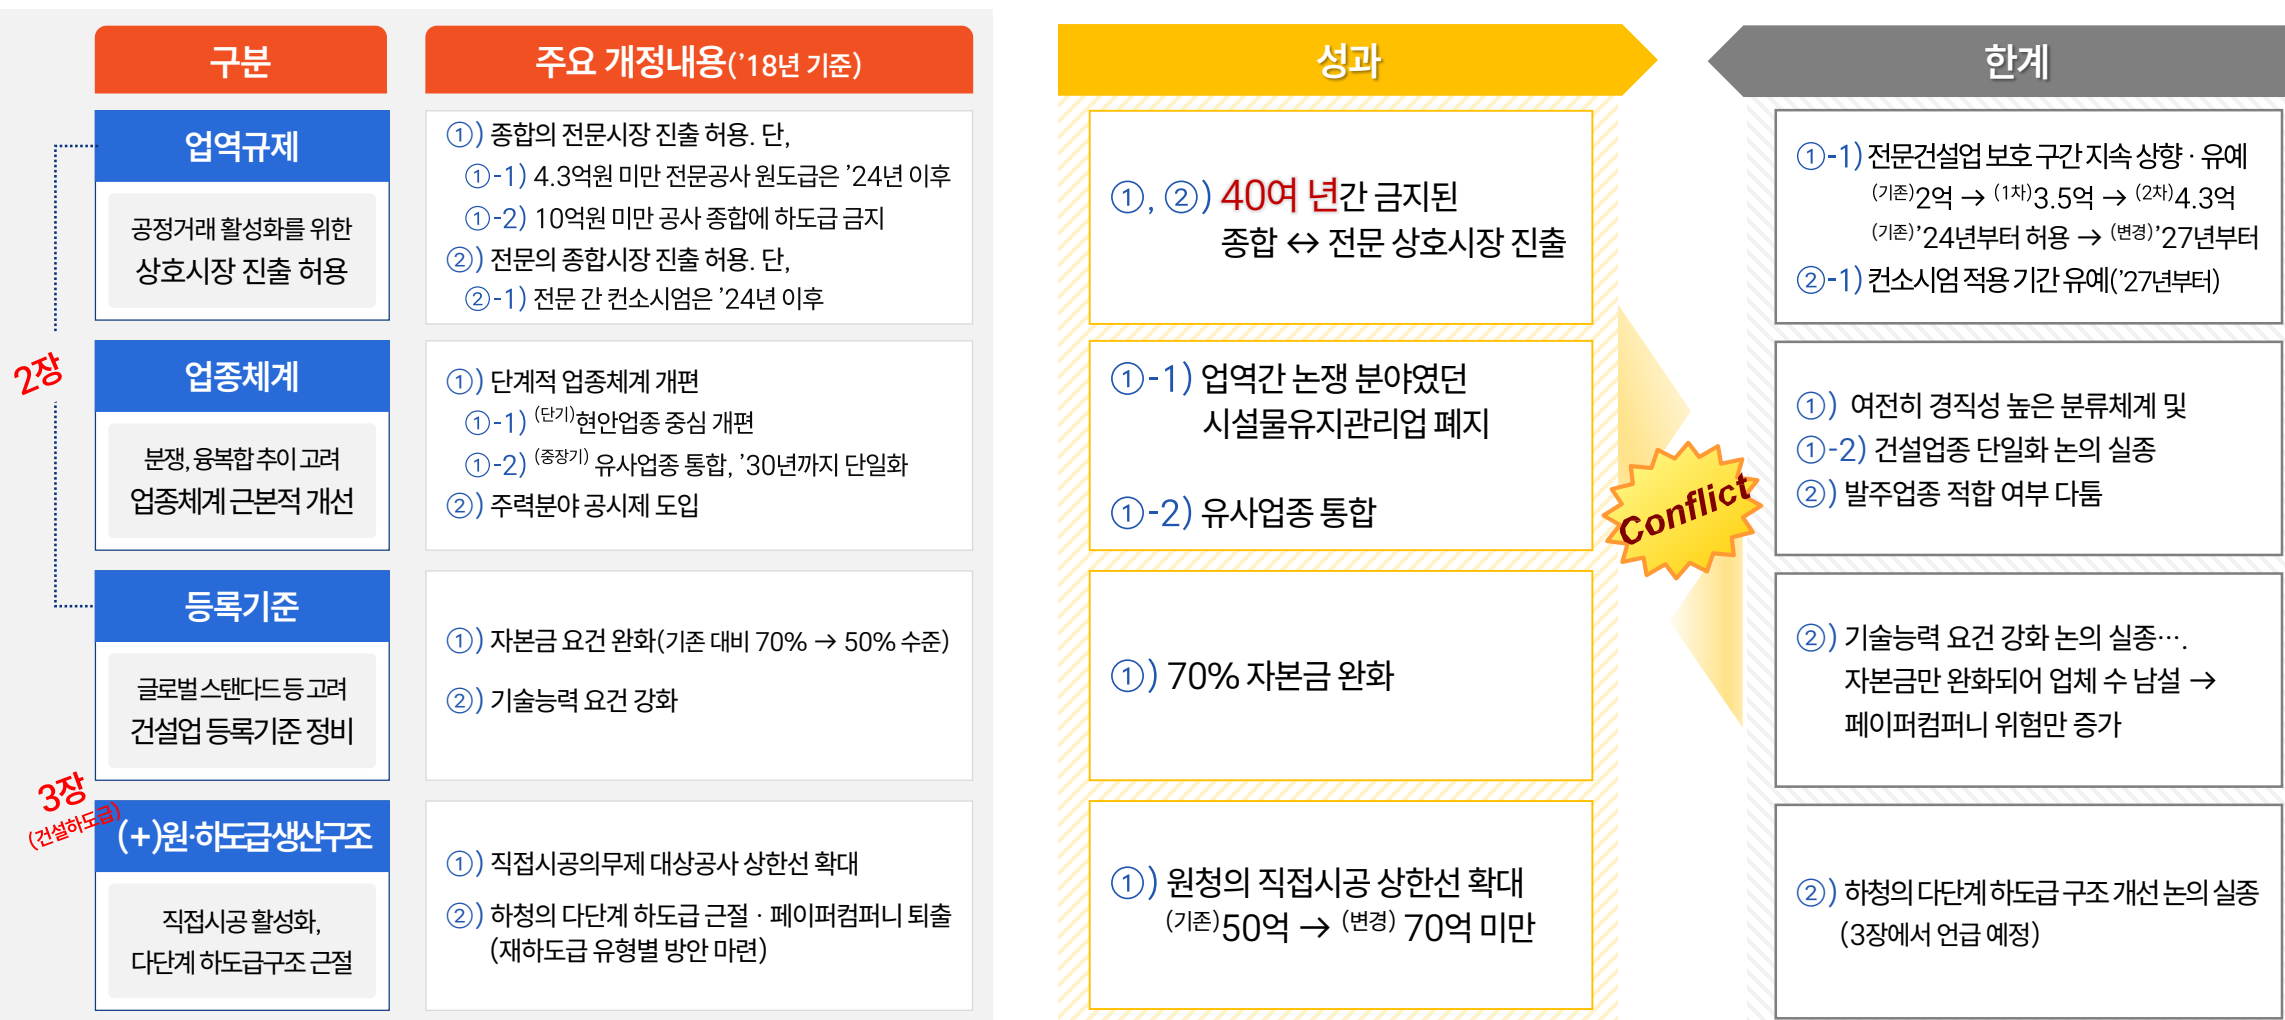 구분
주요 개정내용(’18년 기준)
성과
한계
업역규제
공정거래 활성화를 위한
상호시장 진출 허용
①) 종합의 전문시장 진출 허용. 단,
①-1) 4.3억원 미만 전문공사 원도급은 ’24년 이후
①-2) 10억원 미만 공사 종합에 하도급 금지
②) 전문의 종합시장 진출 허용. 단,
②-1) 전문 간 컨소시엄은 ’24년 이후
①, ②) 40여 년간 금지된
종합 ↔ 전문 상호시장 진출
①-1) 전문건설업 보호 구간 지속 상향 · 유예
(기존)2억 → (1차)3.5억 → (2차)4.3억
(기존)’24년부터 허용 → (변경)’27년부터
②-1) 컨소시엄 적용 기간 유예(’27년부터)
2장
업종체계
분쟁, 융복합 추이 고려
업종체계 근본적 개선
①) 단계적 업종체계 개편
①-1) (단기)현안업종 중심 개편
①-2) (중장기) 유사업종 통합, ’30년까지 단일화
②) 주력분야 공시제 도입
①-1) 업역간 논쟁 분야였던
시설물유지관리업 폐지
①-2) 유사업종 통합
Conflict
①) 여전히 경직성 높은 분류체계 및
①-2) 건설업종 단일화 논의 실종
②) 발주업종 적합 여부 다툼
등록기준
글로벌 스탠다드 등 고려
건설업 등록기준 정비
①) 자본금 요건 완화(기존 대비 70% → 50% 수준)
②) 기술능력 요건 강화
①) 70% 자본금 완화
②) 기술능력 요건 강화 논의 실종….
자본금만 완화되어 업체 수 남설 →
페이퍼컴퍼니 위험만 증가
3장
(건설하도급)
(+)원·하도급생산구조
직접시공 활성화,
다단계 하도급구조 근절
①) 직접시공의무제 대상공사 상한선 확대
②) 하청의 다단계 하도급 근절 · 페이퍼컴퍼니 퇴출
(재하도급 유형별 방안 마련)
①) 원청의 직접시공 상한선 확대
(기존)50억 → (변경) 70억 미만
②) 하청의 다단계 하도급 구조 개선 논의 실종
(3장에서 언급 예정)